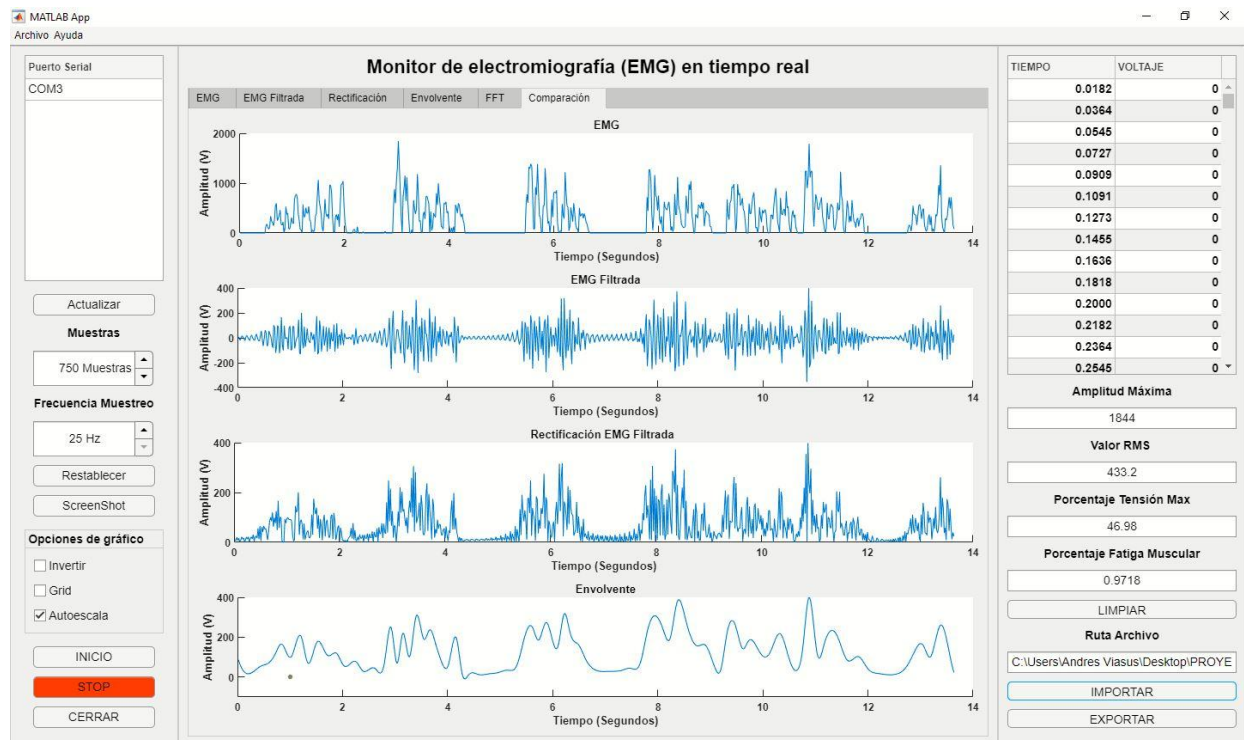 MATLAB App
Archivo Ayuda
Puerto Serial
COM3
Actualizar
Muestras
750 Muestras
Frecuencia Muestreo
25 Hz
Restablecer
ScreenShot
Opciones de gráfico
Invertir
Grid
Autoescala
INICIO
STOP
CERRAR
Monitor de electromiografía (EMG) en tiempo real
EMG EMG Filtrada Rectificación Envolvente FFT Comparación
EMG
Amplitud (V)
2000
1000
0
0 2 4 6 8 10 12 14
Tiempo (Segundos)
EMG Filtrada
Amplitud (V)
400
200
0
-200
-400
0 2 4 6 8 10 12 14
Tiempo (Segundos)
Rectificación EMG Filtrada
Amplitud (V)
400
200
0
0 2 4 6 8 10 12 14
Tiempo (Segundos)
Envolvente
Amplitud (V)
400
200
0
0 2 4 6 8 10 12 14
Tiempo (Segundos)
TIEMPO VOLTAJE
0.0182 0
0.0364 0
0.0545 0
0.0727 0
0.0909 0
0.1091 0
0.1273 0
0.1455 0
0.1636 0
0.1818 0
0.2000 0
0.2182 0
0.2364 0
0.2545 0
Amplitud Máxima
1844
Valor RMS
433.2
Porcentaje Tensión Max
46.98
Porcentaje Fatiga Muscular
0.9718
LIMPIAR
Ruta Archivo
C:\Users\Andres Viasus\Desktop\PROYE
IMPORTAR
EXPORTAR